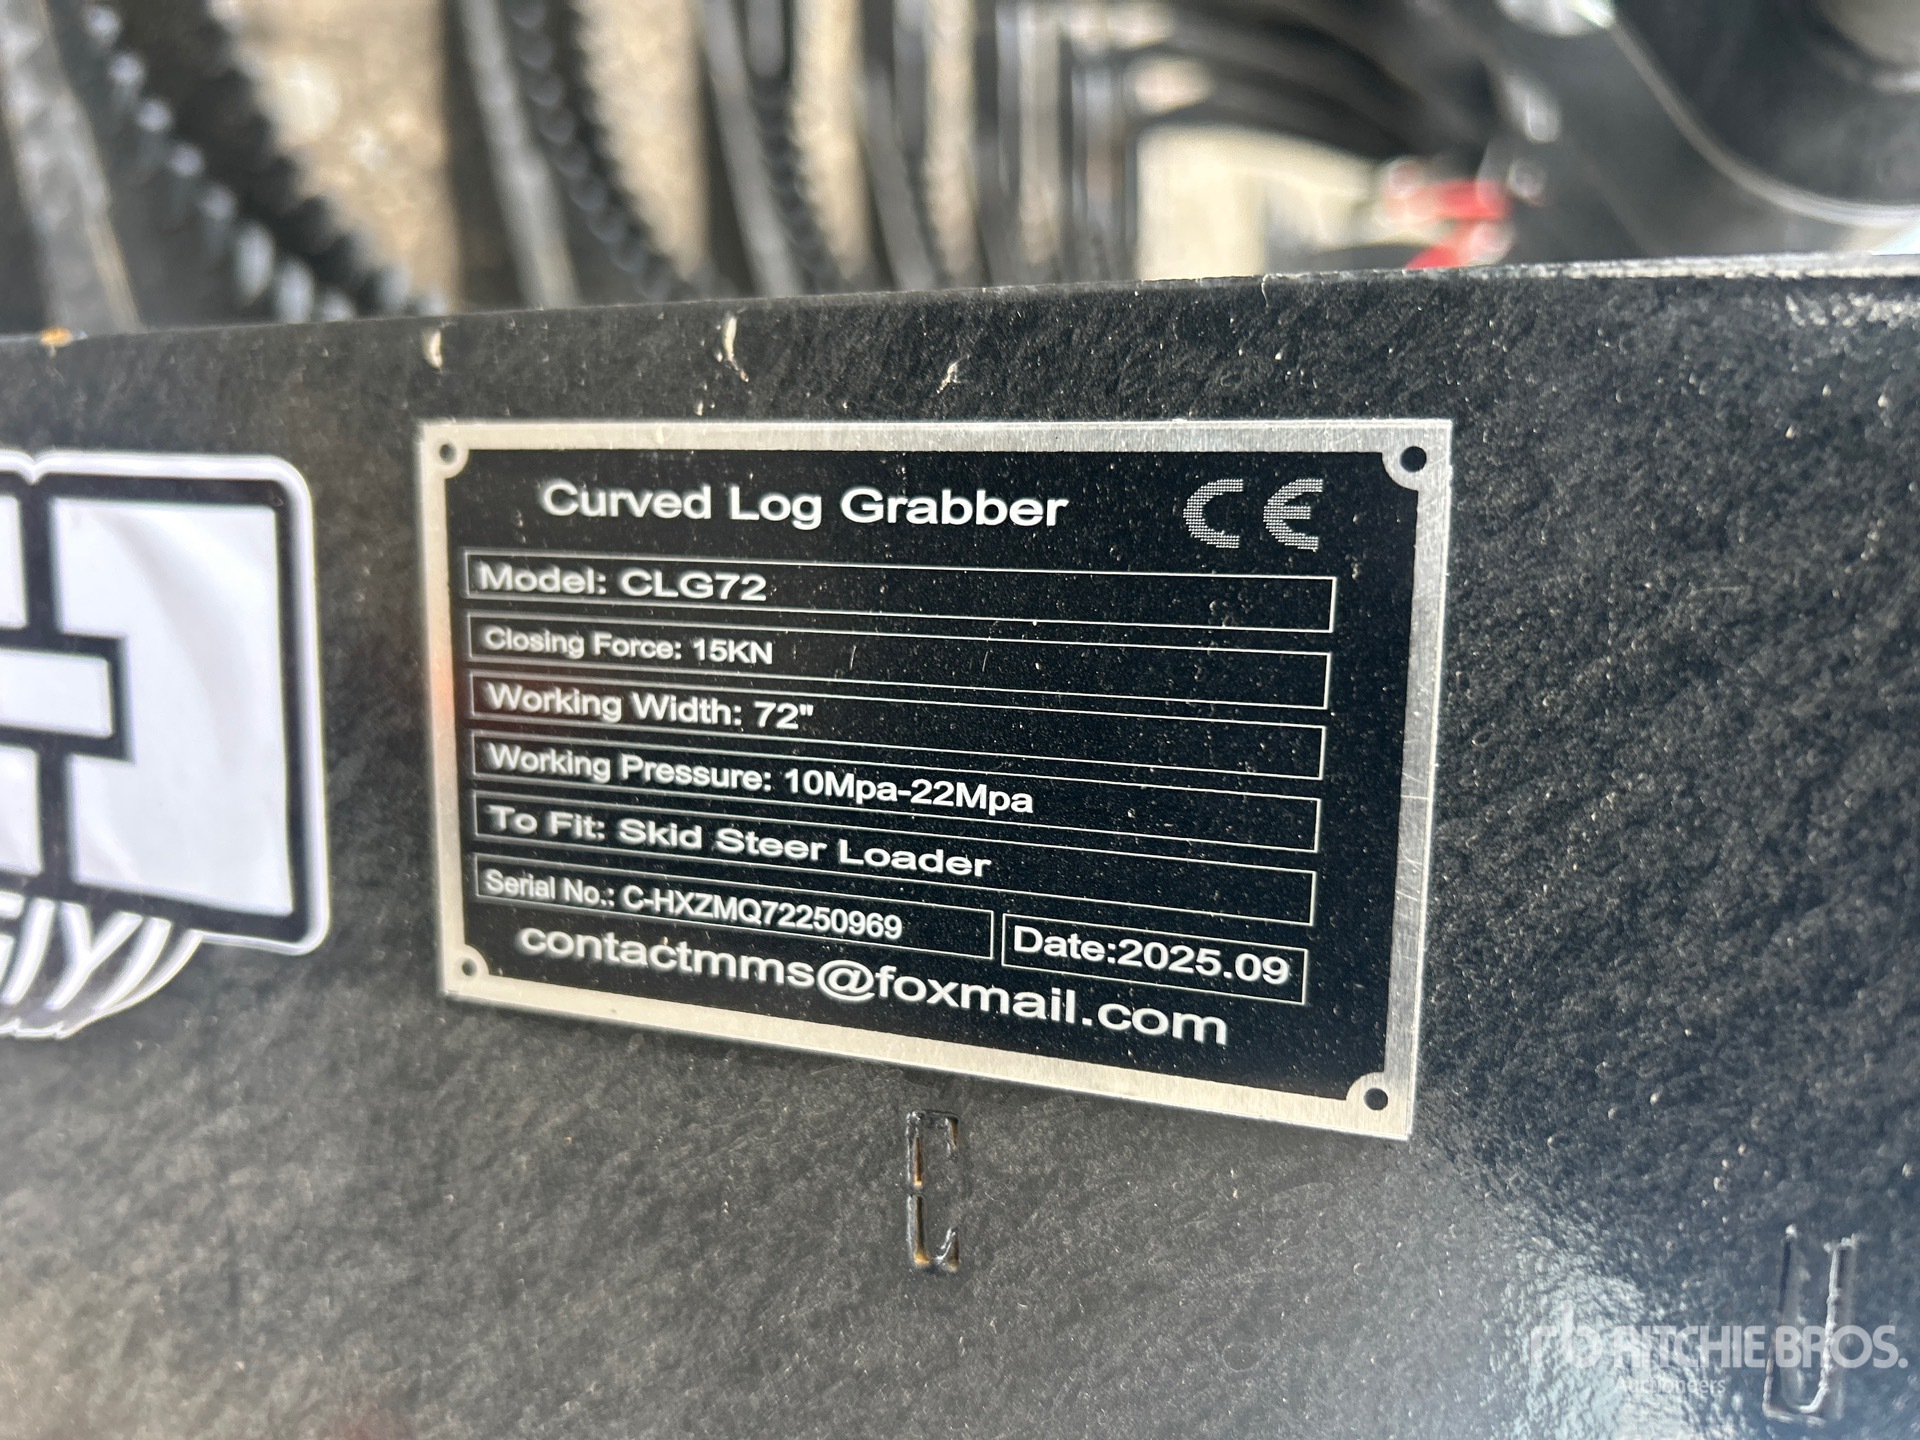 Curved Log Grabber CE
Model: CLG72
Closing Force: 15KN
Working Width: 72"
Working Pressure: 10Mpa-22Mpa
To Fit: Skid Steer Loader
Serial No.: C-HXZMQ72250969 Date:2025.09
contactmms@foxmail.com
C
U
rb RITCHIE BROS.
Auctioneers